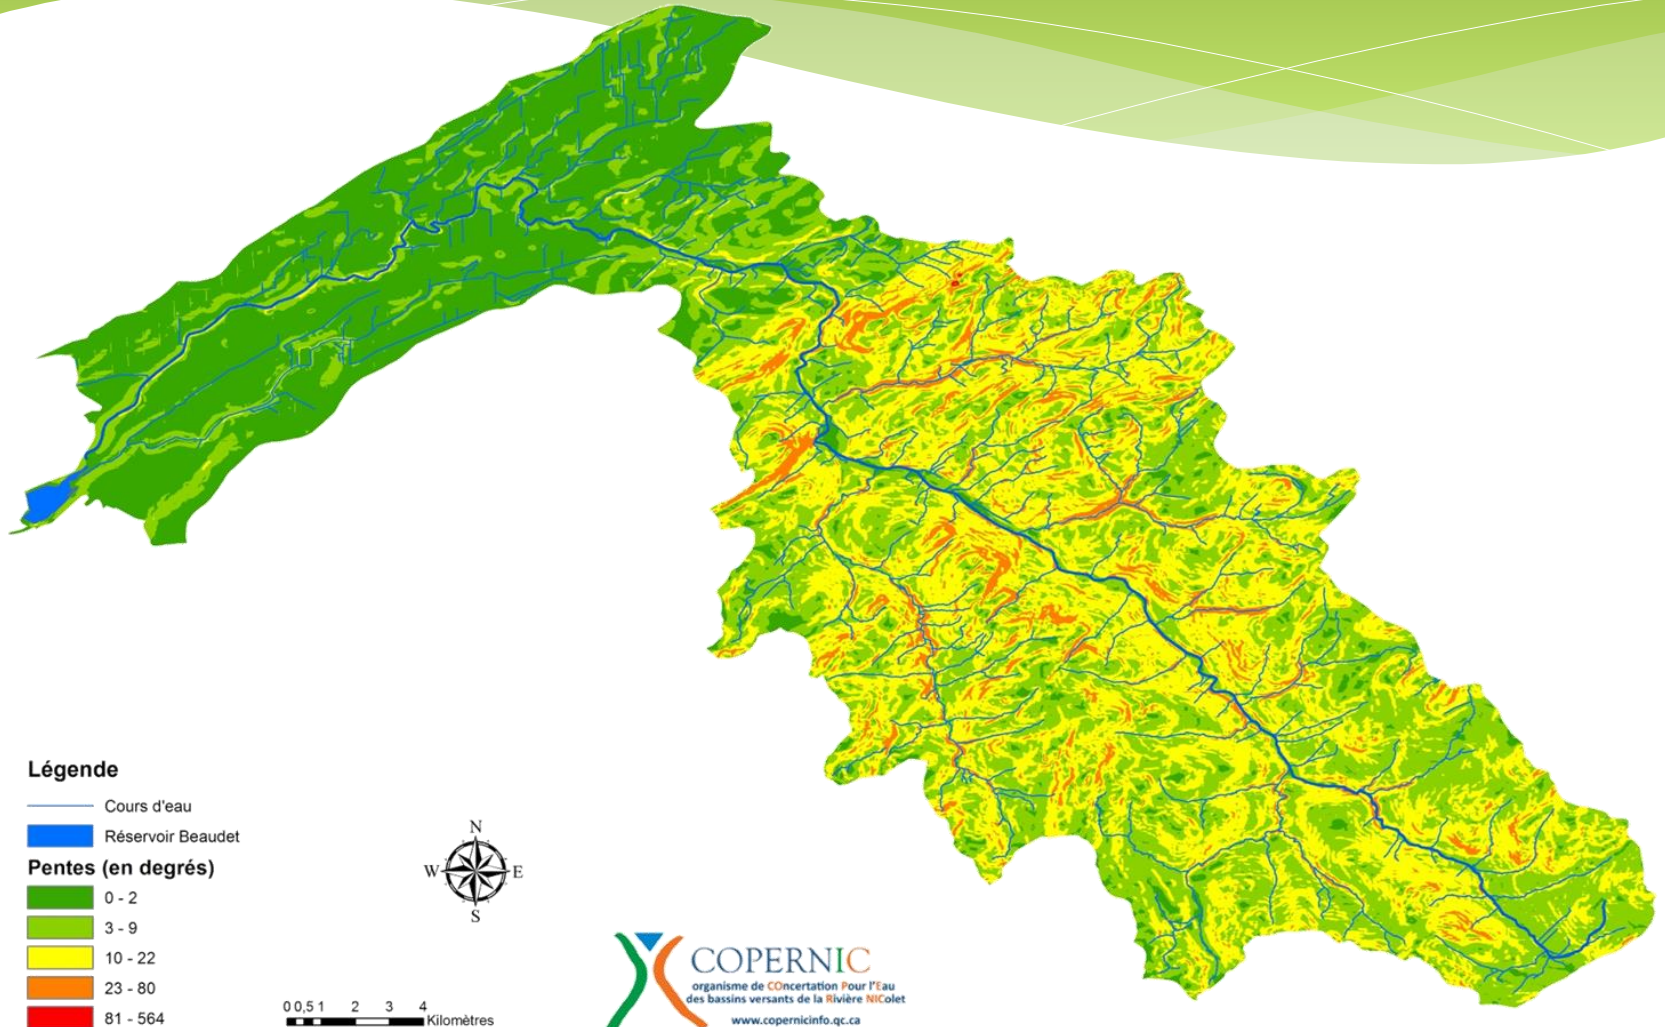 Légende
Cours d'eau
Réservoir Beaudet
Pentes (en degrés)
0 - 2
3 - 9
10 - 22
23 - 80
81 - 564
N
W E
S
0 0,5 1 2 3 4
Kilomètres
COPERNIC
organisme de COncertation Pour l'Eau
des bassins versants de la Rivière NIColet
www.copernicinfo.qc.ca